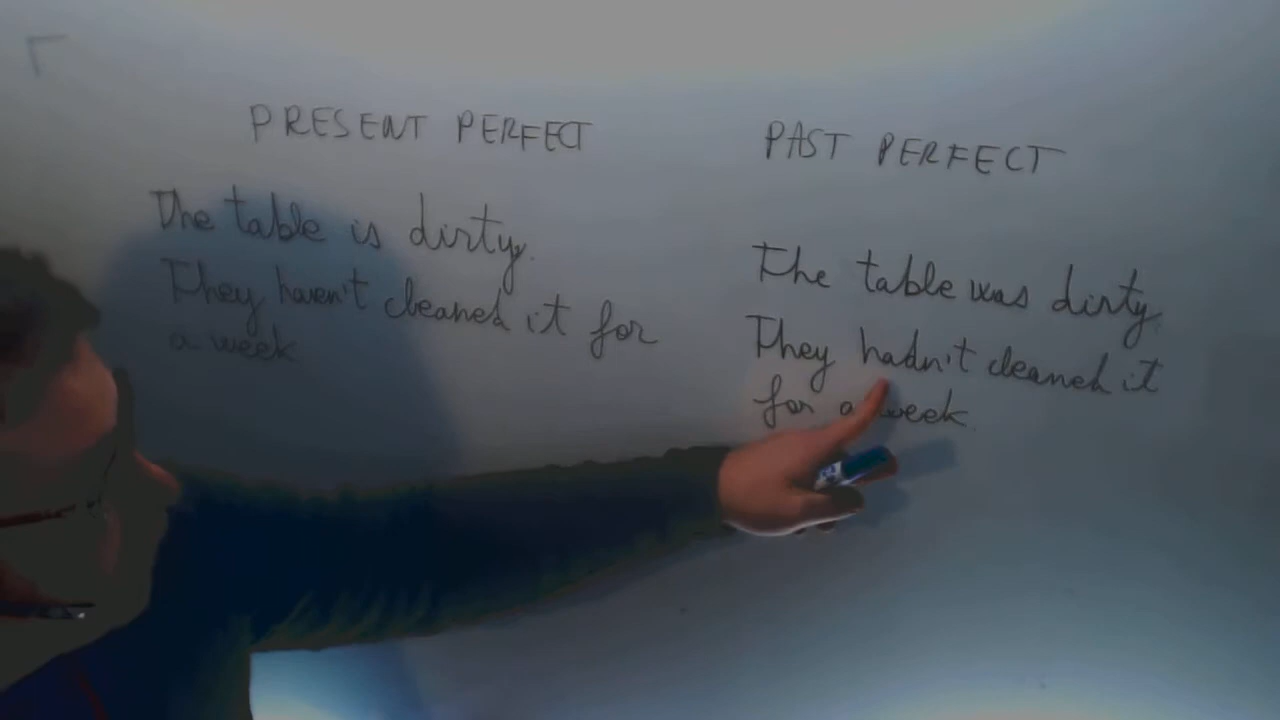 PRESENT PERFECT
The table is dirty.
They haven't cleaned it for
a week
PAST PERFECT
The table was dirty
They hadn't cleaned it
for a week.